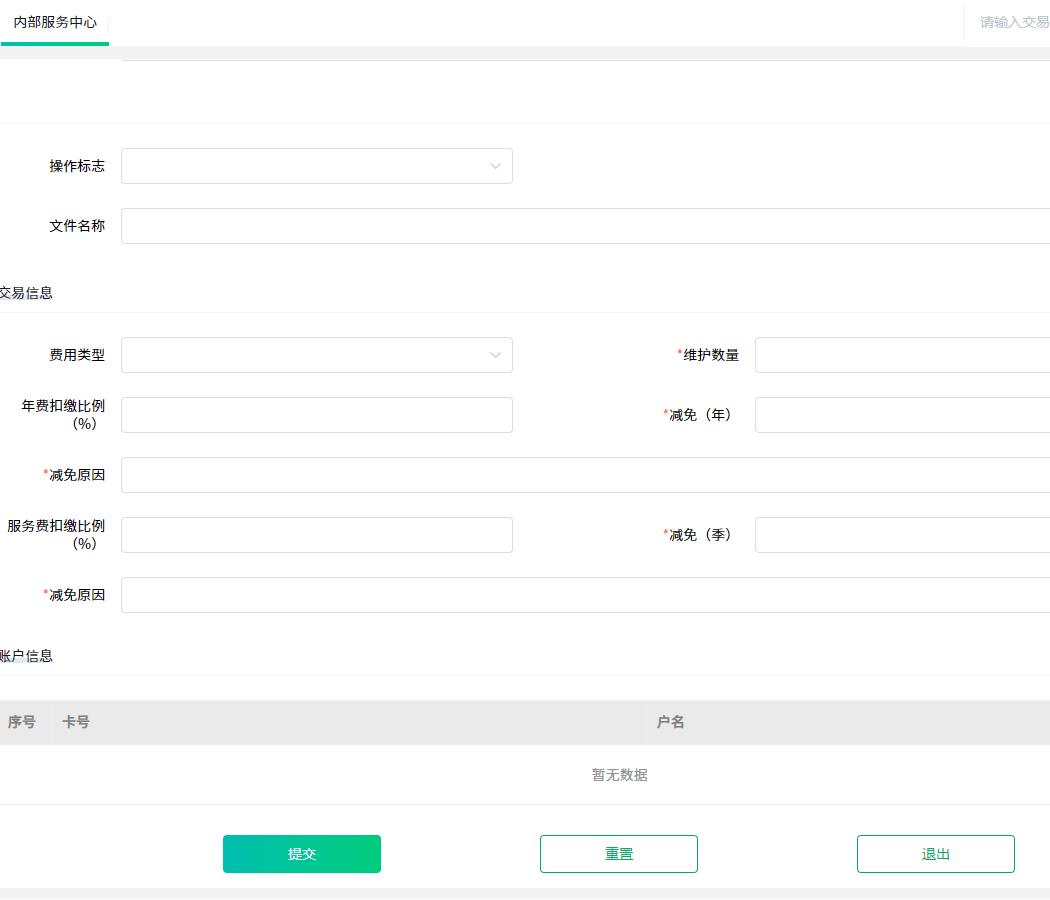 内部服务中心
请输入交易
操作标志
文件名称
交易信息
费用类型
*维护数量
年费扣缴比例
（%）
*减免（年）
*减免原因
服务费扣缴比例
（%）
*减免（季）
*减免原因
账户信息
序号 卡号 户名
暂无数据
提交 重置 退出